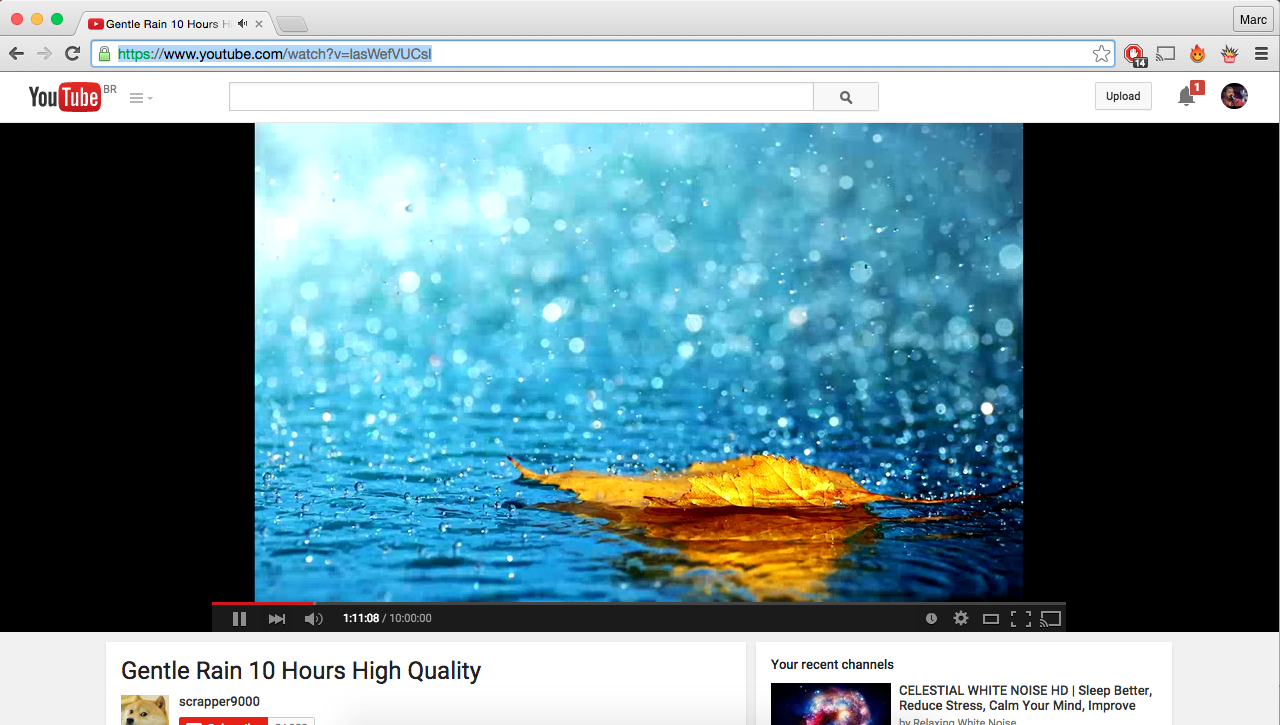 Gentle Rain 10 Hours Hi
Marc
https://www.youtube.com/watch?v=lasWefVUCsI
14
YouTube BR
Upload
1
1:11:08 / 10:00:00
Gentle Rain 10 Hours High Quality
scrapper9000
Your recent channels
CELESTIAL WHITE NOISE HD | Sleep Better,
Reduce Stress, Calm Your Mind, Improve
by Relaxing White Noise